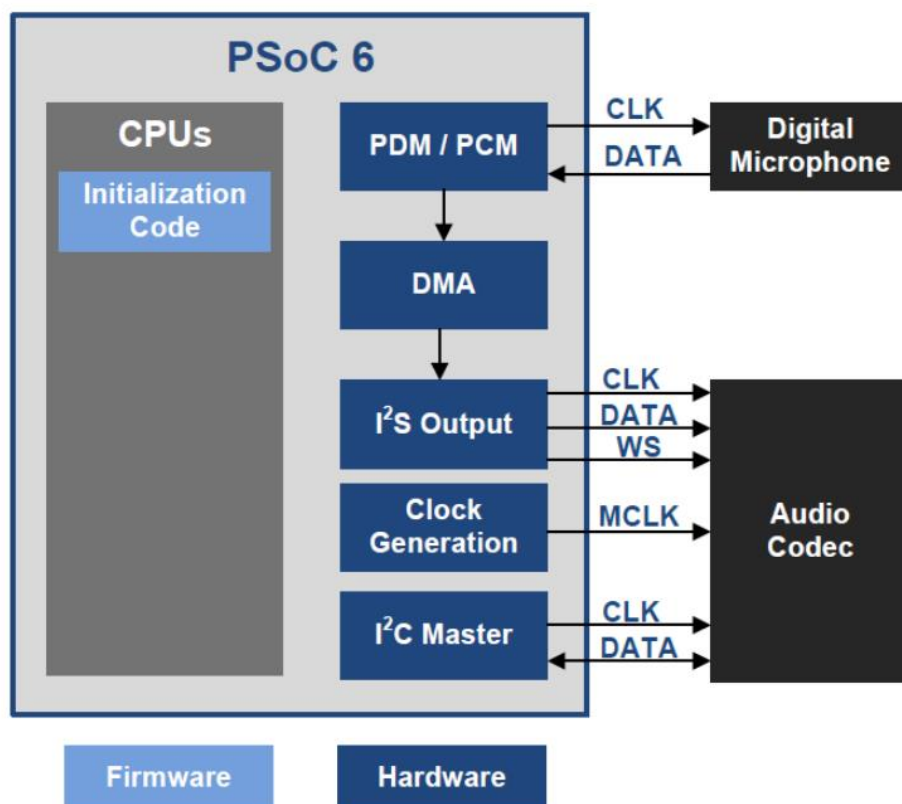 PSoC 6
CPUs
Initialization
Code
PDM / PCM
CLK
DATA
Digital
Microphone
DMA
I²S Output
CLK
DATA
WS
Clock
Generation
MCLK
Audio
Codec
I²C Master
CLK
DATA
Firmware
Hardware